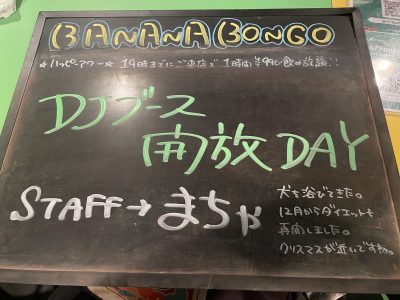 BANANA BONGO
☆ハッピーアワー☆ 19時までにご来店で1時間¥990飲み放題!!
DJブース
開放DAY
STAFF→まちゃ
犬を浴びてきた。
12月からダイエットも
再開しました。
クリスマスが近いですね。